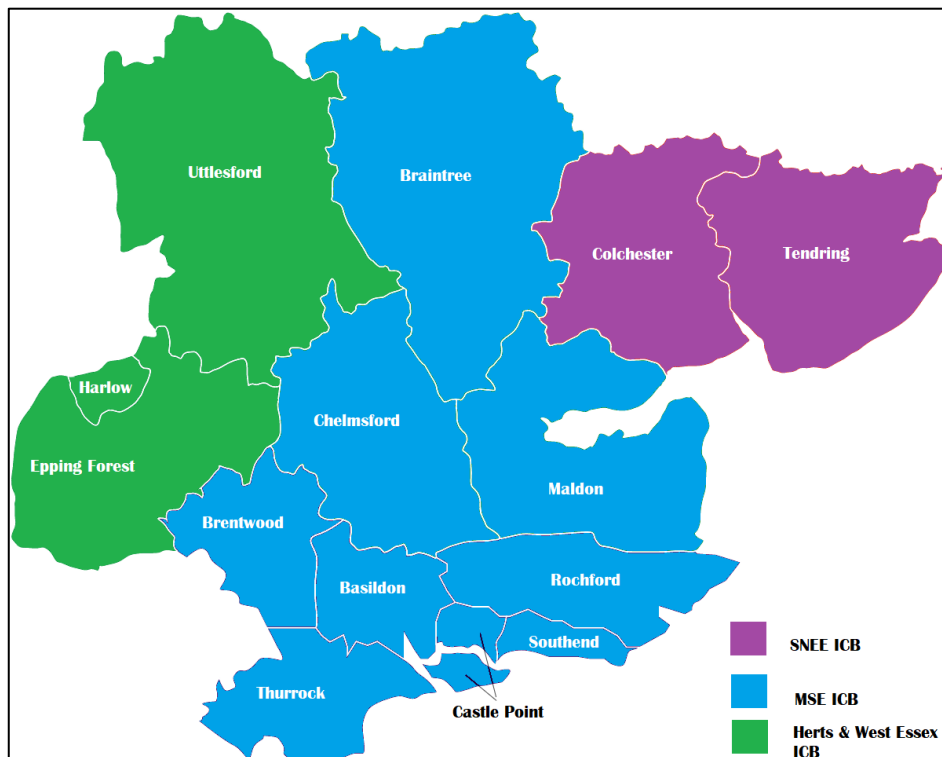 Uttlesford
Braintree
Colchester
Tendring
Harlow
Chelmsford
Epping Forest
Maldon
Brentwood
Basildon
Rochford
Southend
Thurrock
Castle Point
SNEE ICB
MSE ICB
Herts & West Essex
ICB